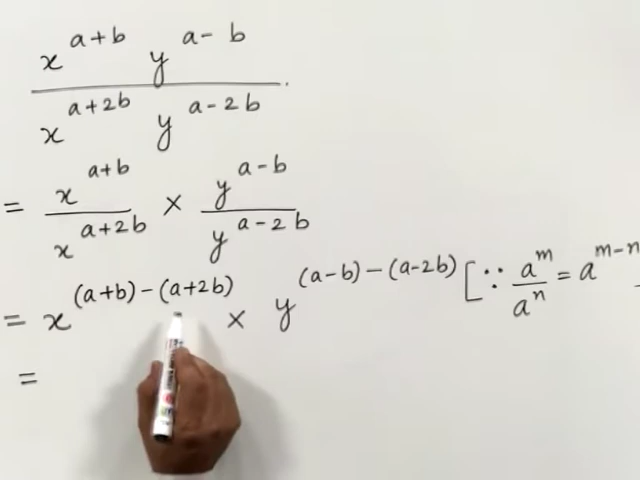 x^{a+b} y^{a-b}
x^{a+2b} y^{a-2b}
= x^{a+b} / x^{a+2b} × y^{a-b} / y^{a-2b}
= x^{(a+b)-(a+2b)} × y^{(a-b)-(a-2b)} [∵ a^m / a^n = a^{m-n}
=